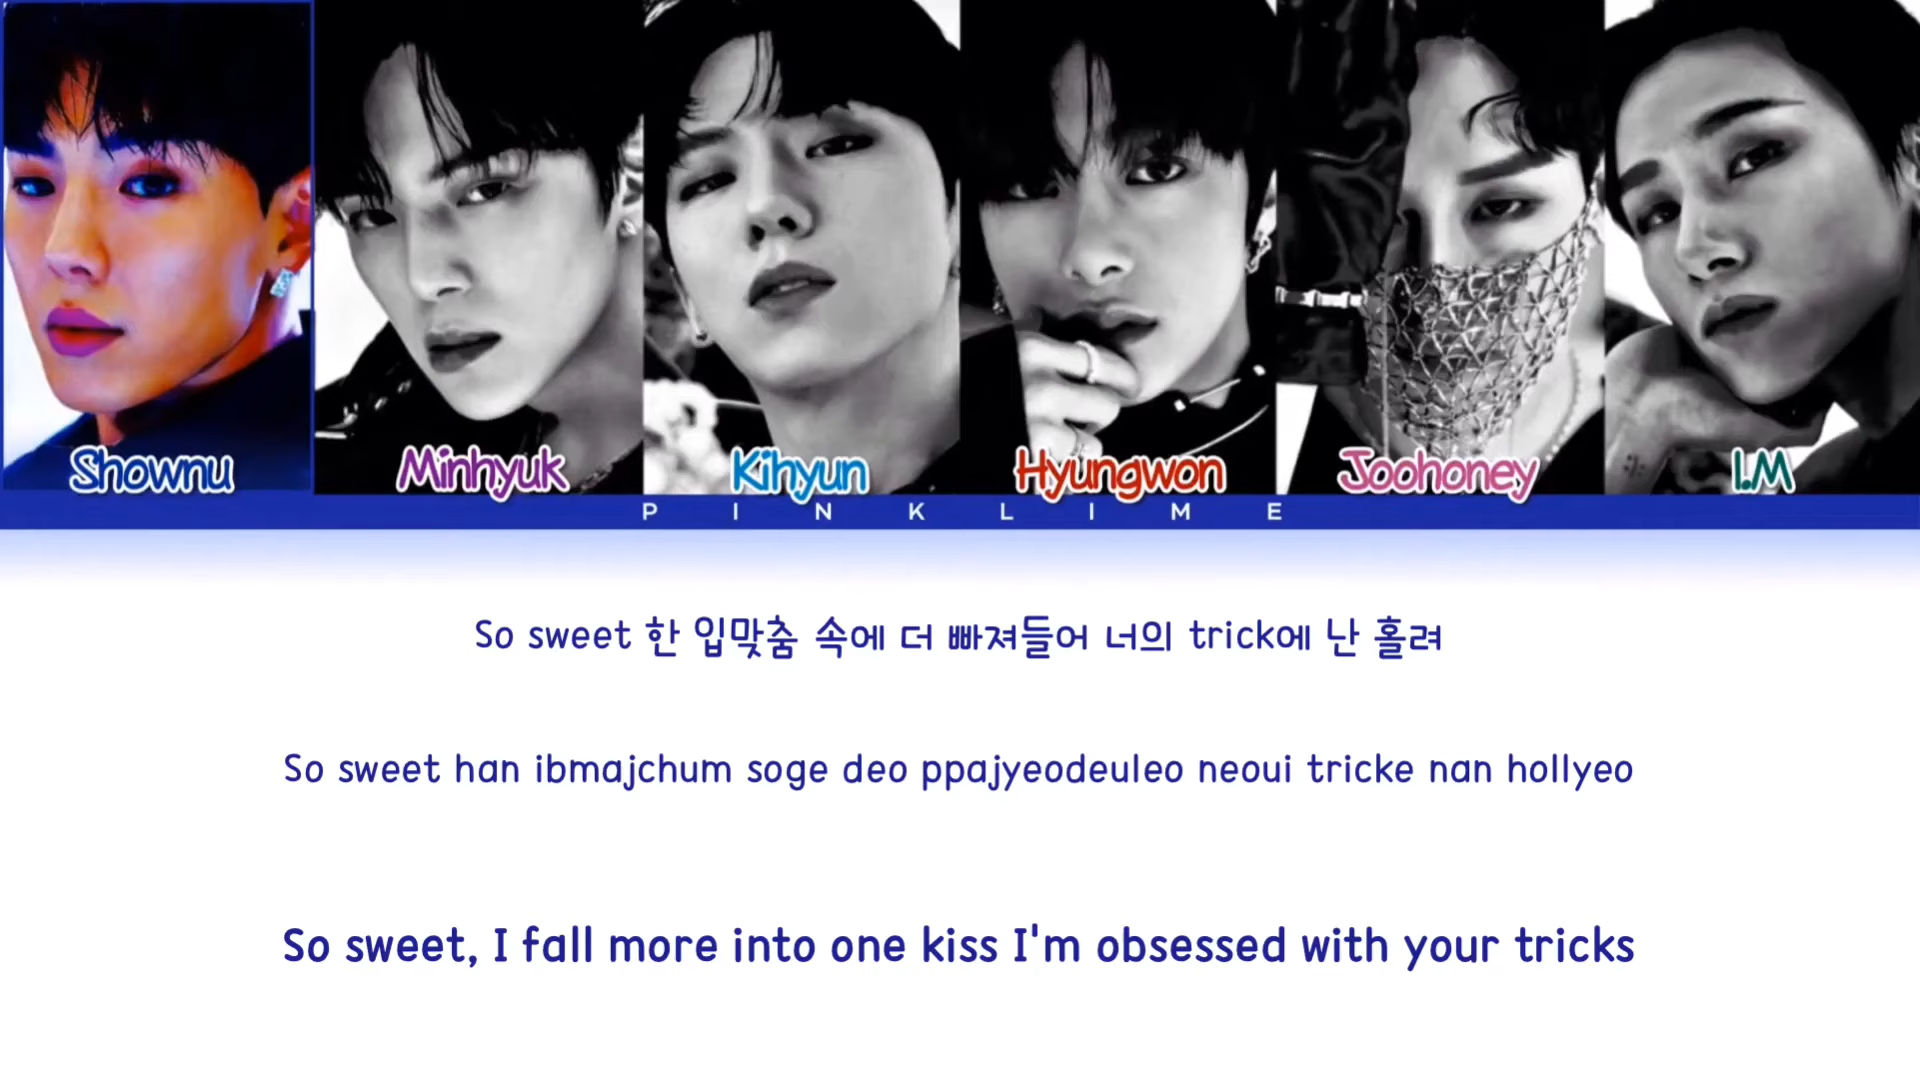 Shownu Minhyuk Kihyun Hyungwon Joohoney I.M
PINKLIME
So sweet 한 입맞춤 속에 더 빠져들어 너의 trick에 난 홀려
So sweet han ibmajchum soge deo ppajyeodeuleo neoui tricke nan hollyeo
So sweet, I fall more into one kiss I'm obsessed with your tricks